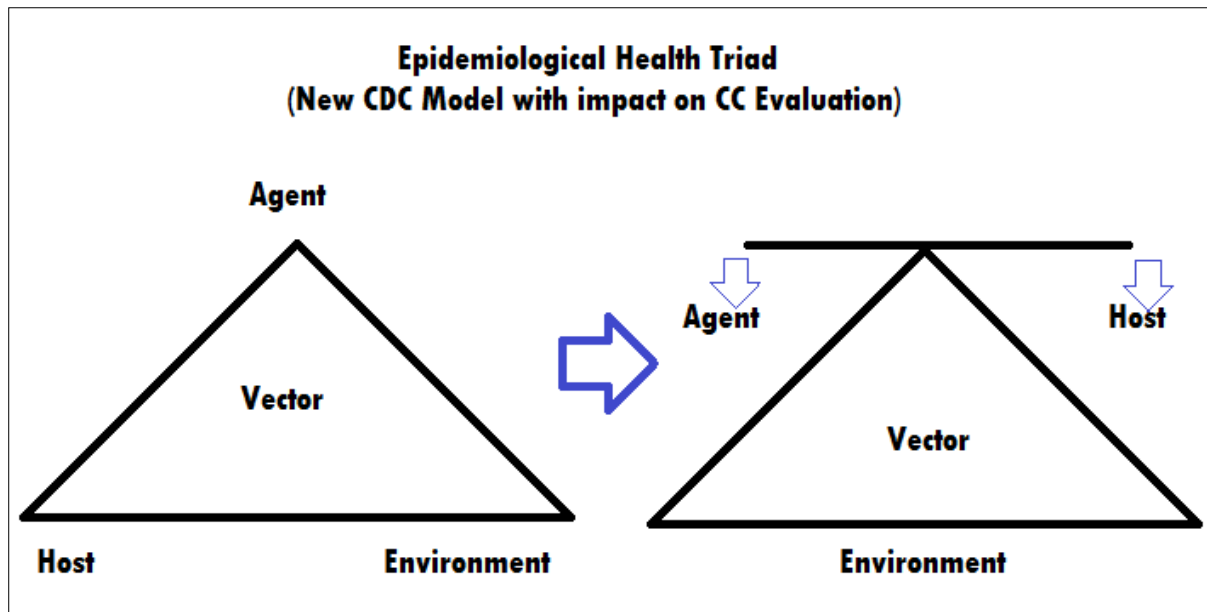 Epidemiological Health Triad
(New CDC Model with impact on CC Evaluation)
Agent
Vector
Host
Environment
Agent
Host
Vector
Environment